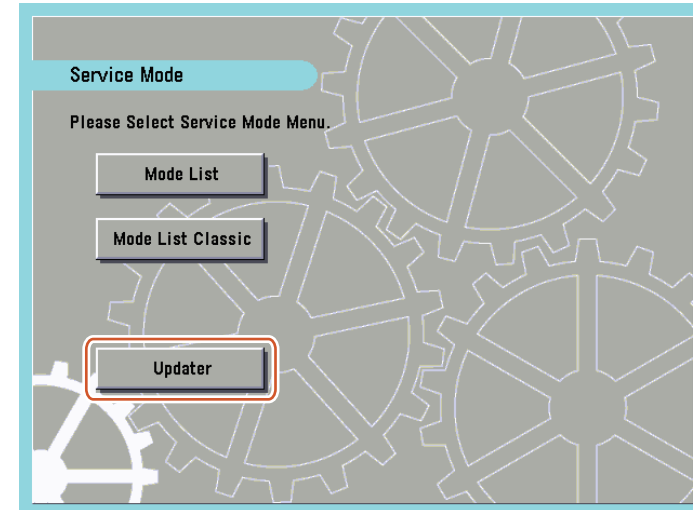 Service Mode
Please Select Service Mode Menu.
Mode List
Mode List Classic
Updater